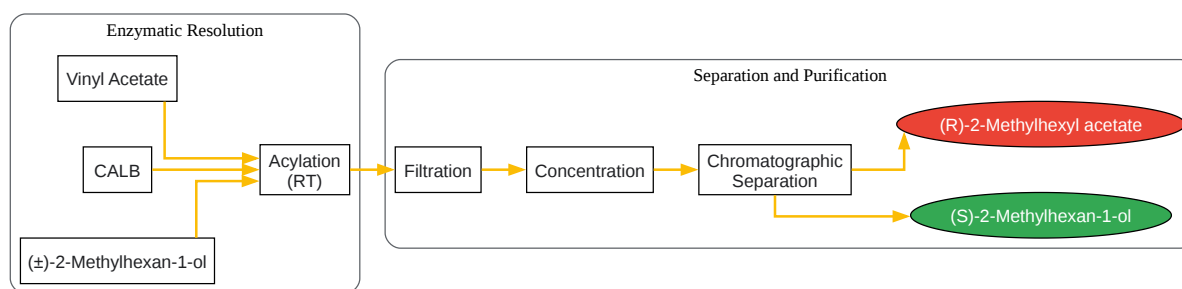 Enzymatic Resolution
Vinyl Acetate
CALB
(±)-2-Methylhexan-1-ol
Acylation
(RT)
Separation and Purification
Filtration
Concentration
Chromatographic
Separation
(R)-2-Methylhexyl acetate
(S)-2-Methylhexan-1-ol